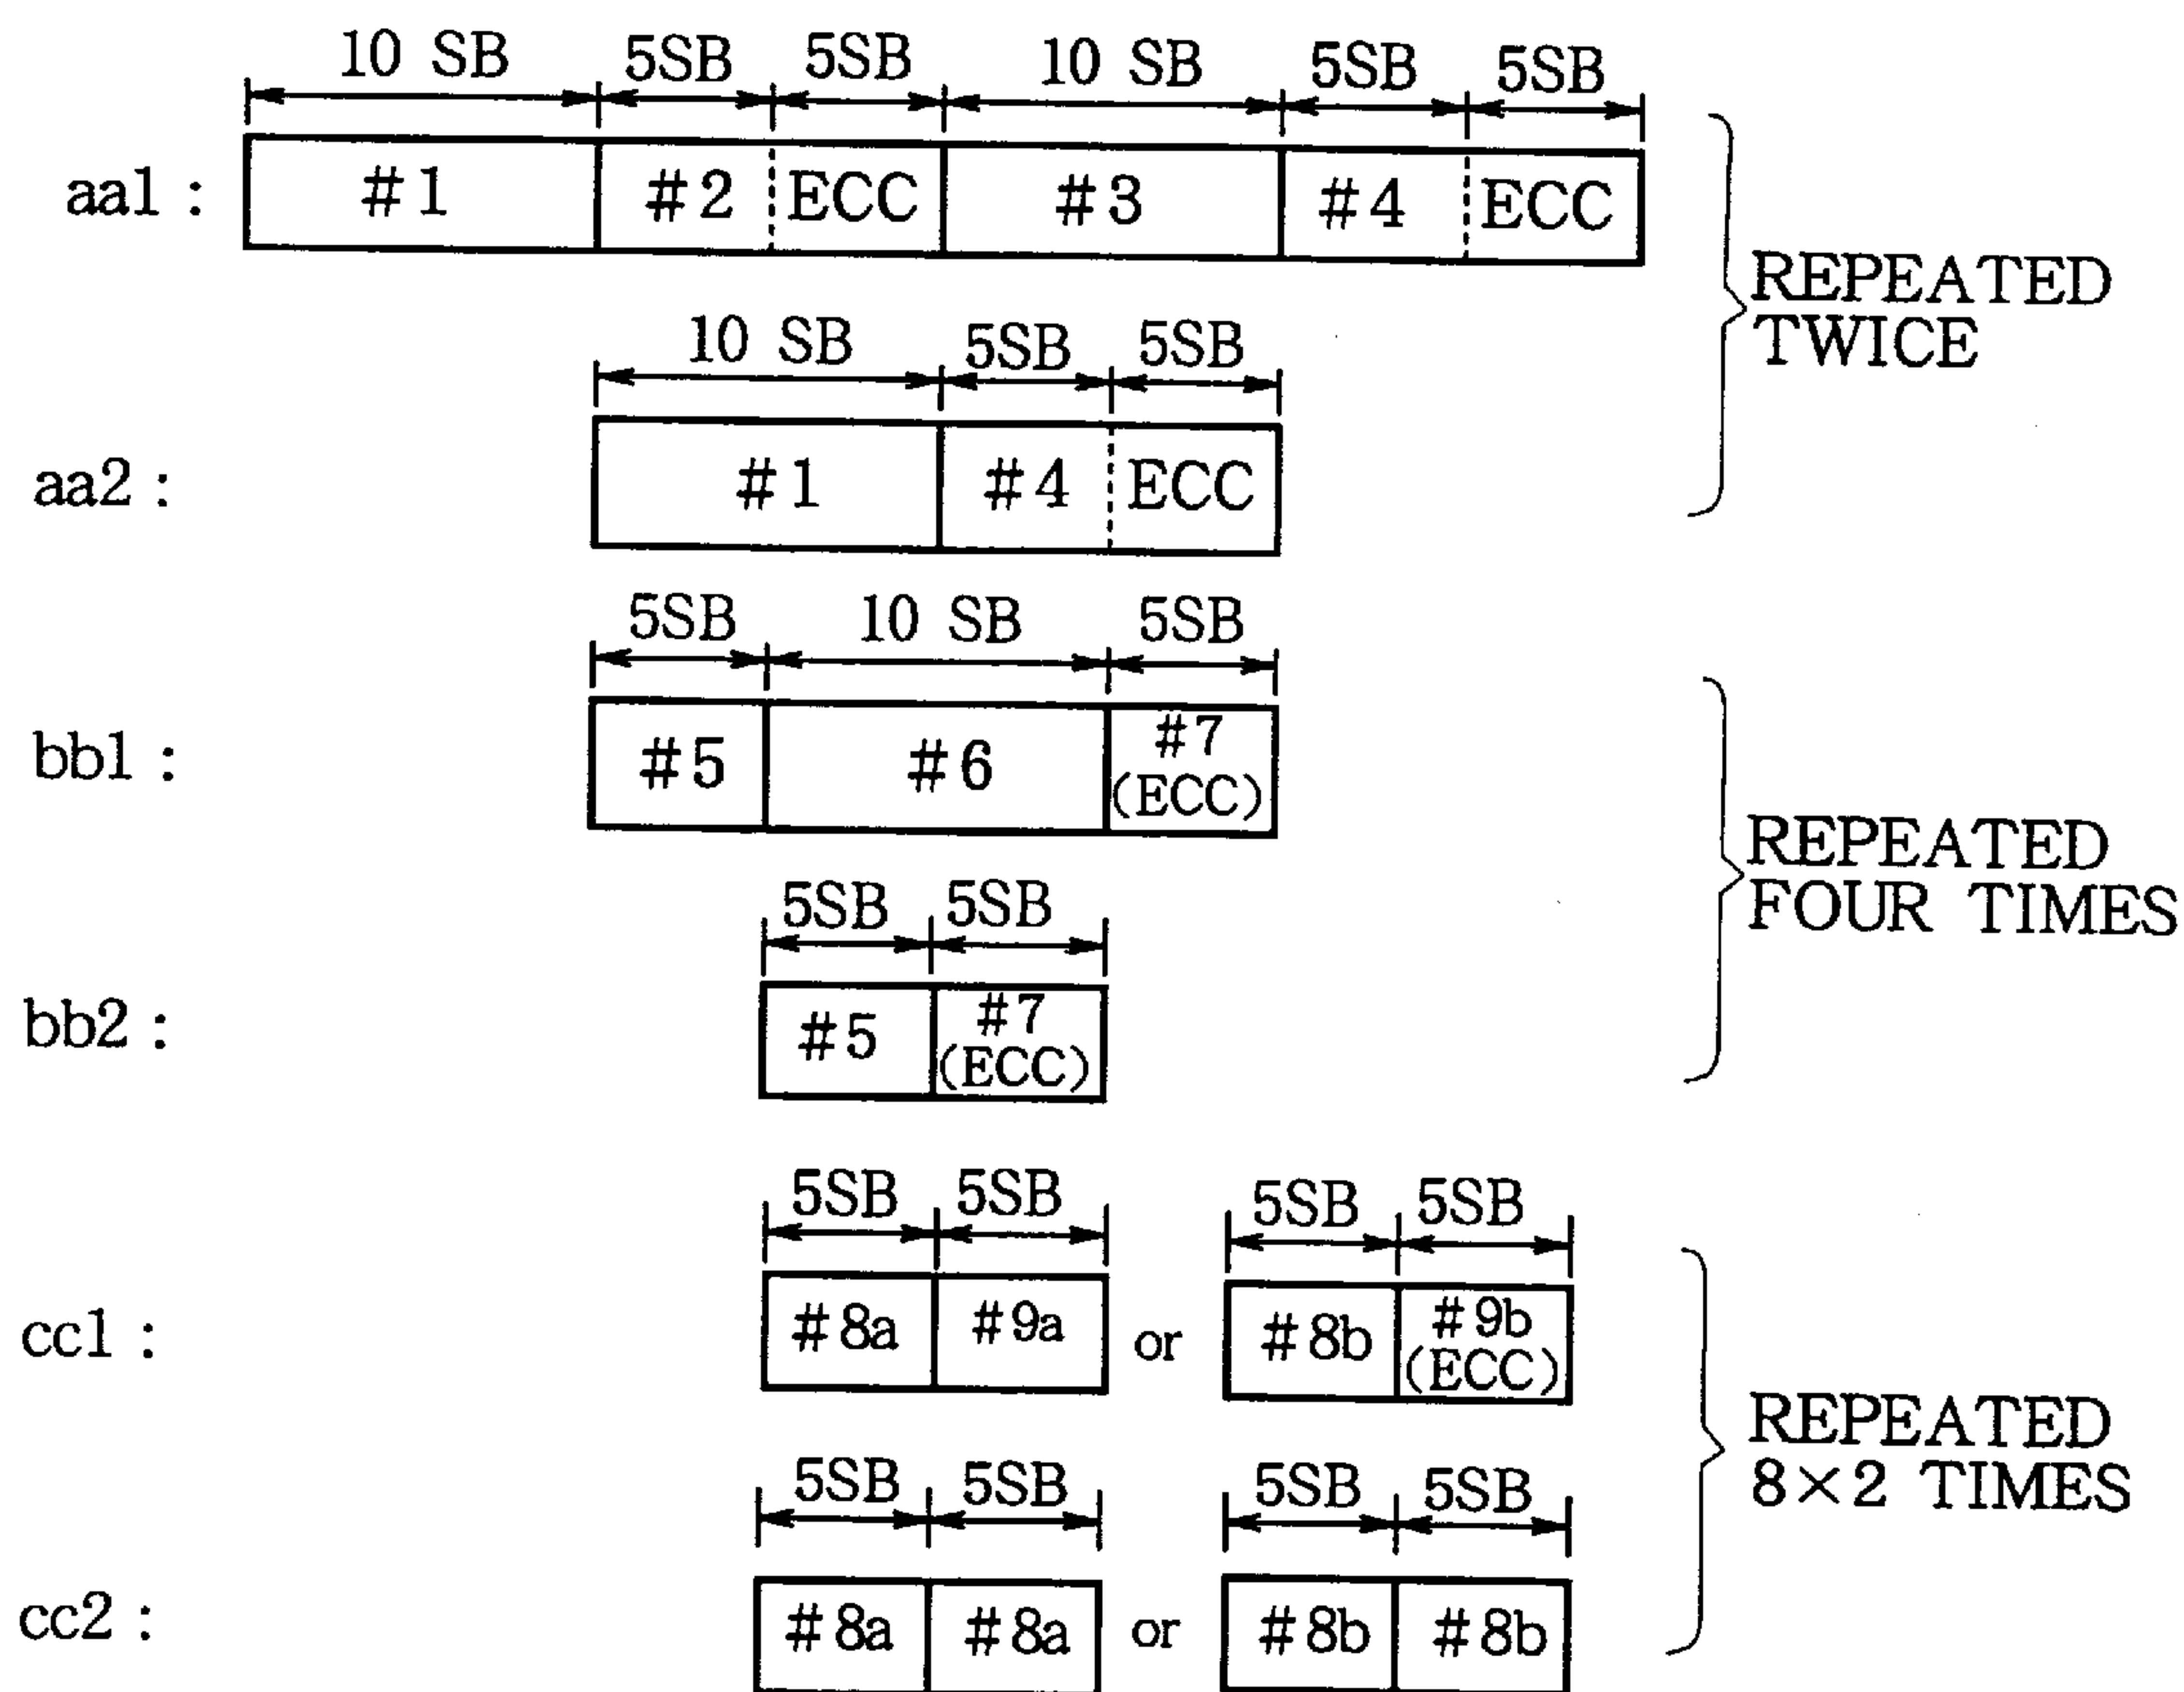 10 SB 5SB 5SB 10 SB 5SB 5SB
aa1 : #1 #2 ECC #3 #4 ECC
REPEATED
TWICE
10 SB 5SB 5SB
aa2 : #1 #4 ECC
5SB 10 SB 5SB
bb1 : #5 #6 #7
(ECC)
REPEATED
FOUR TIMES
5SB 5SB
bb2 : #5 #7
(ECC)
5SB 5SB 5SB 5SB
cc1 : #8a #9a or #8b #9b
(ECC)
REPEATED
8×2 TIMES
5SB 5SB 5SB 5SB
cc2 : #8a #8a or #8b #8b